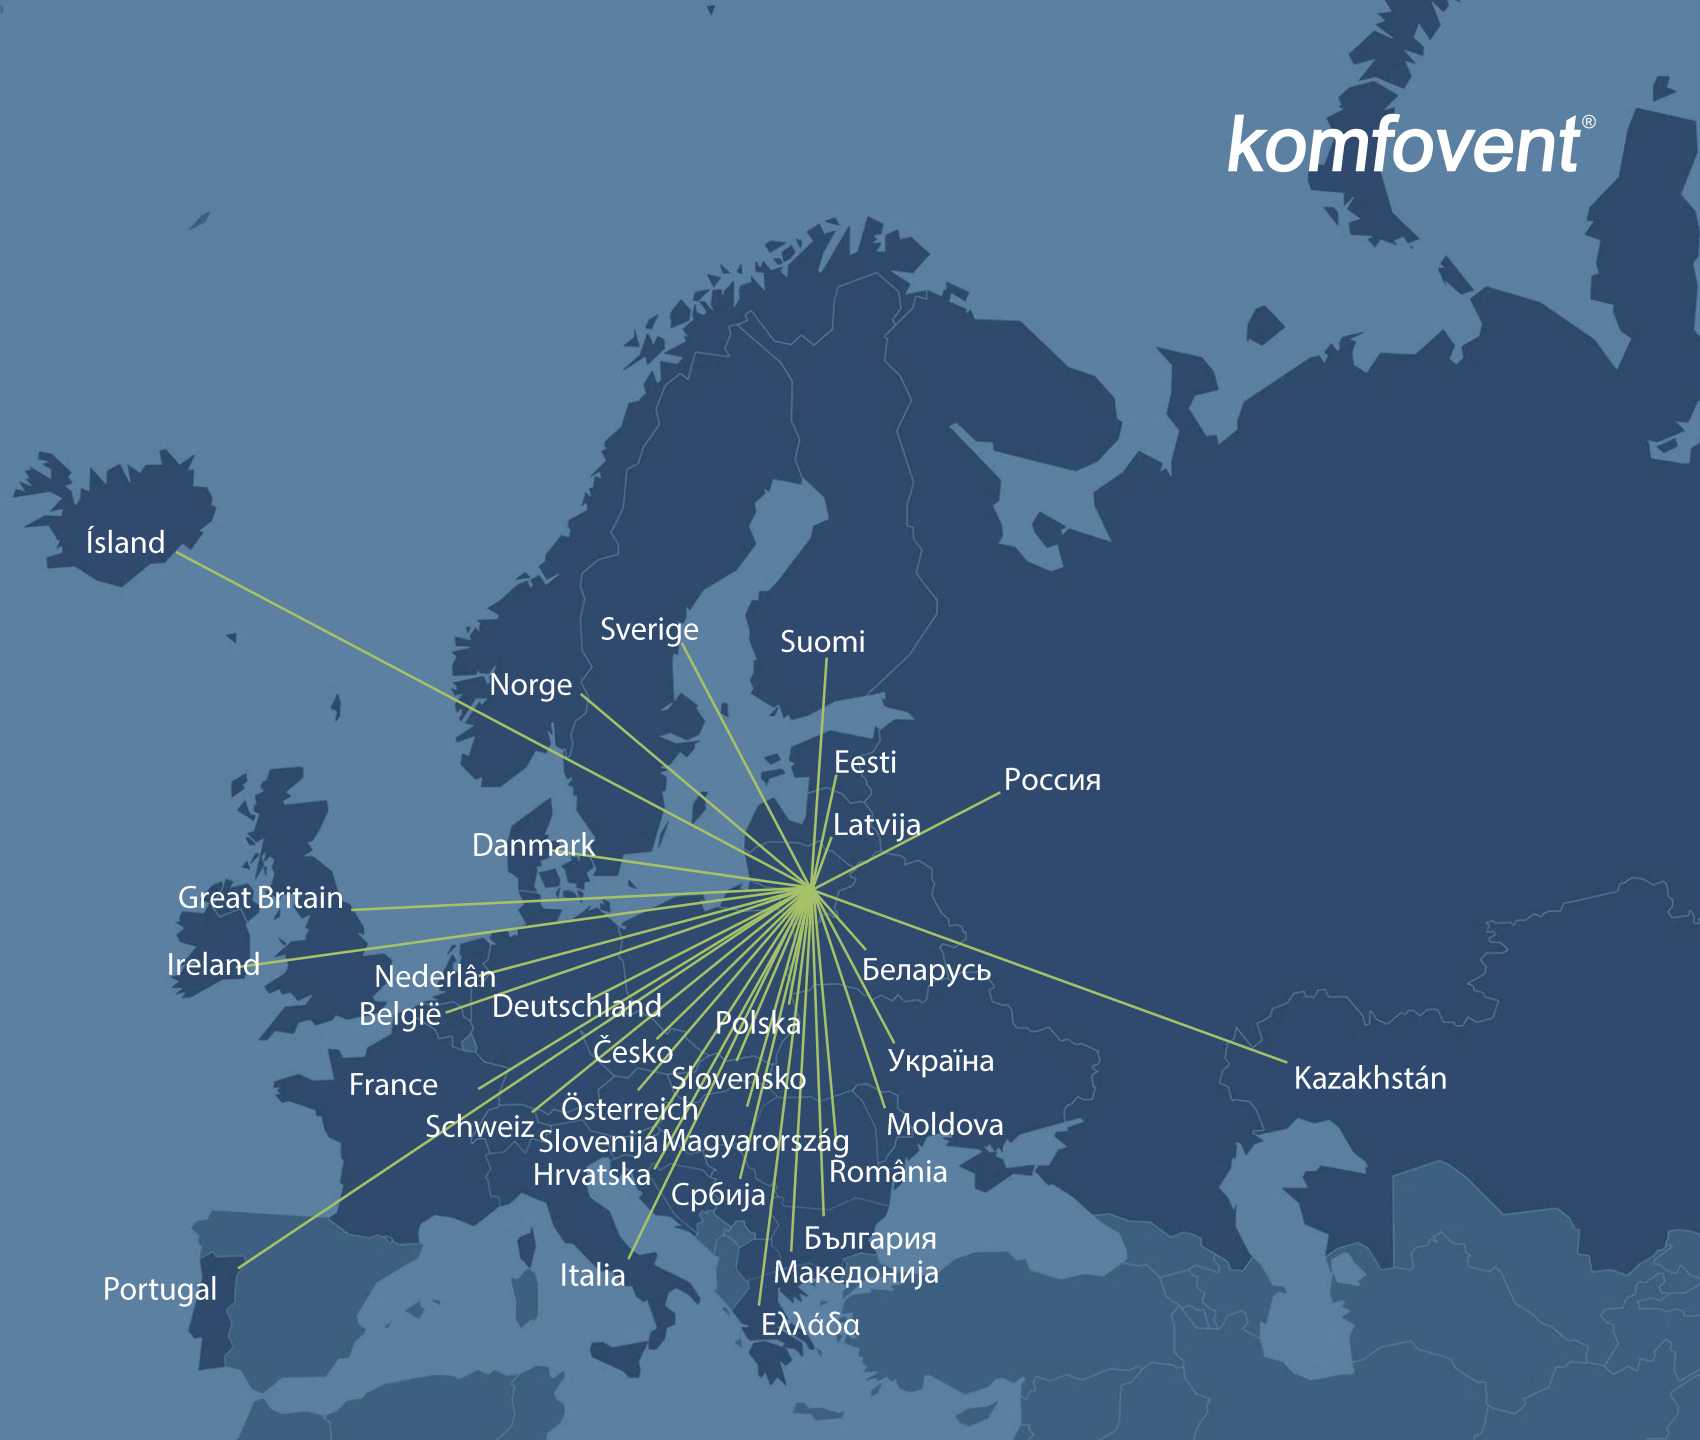 komfovent®
Ísland
Sverige
Suomi
Norge
Eesti
Россия
Latvija
Danmark
Great Britain
Ireland
Nederlân
Беларусь
België
Deutschland
Polska
Česko
Україна
Slovensko
Kazakhstán
France
Österreich
Schweiz
Moldova
Slovenija
Magyarország
Hrvatska
România
Србија
България
Македонија
Italia
Portugal
Ελλάδα